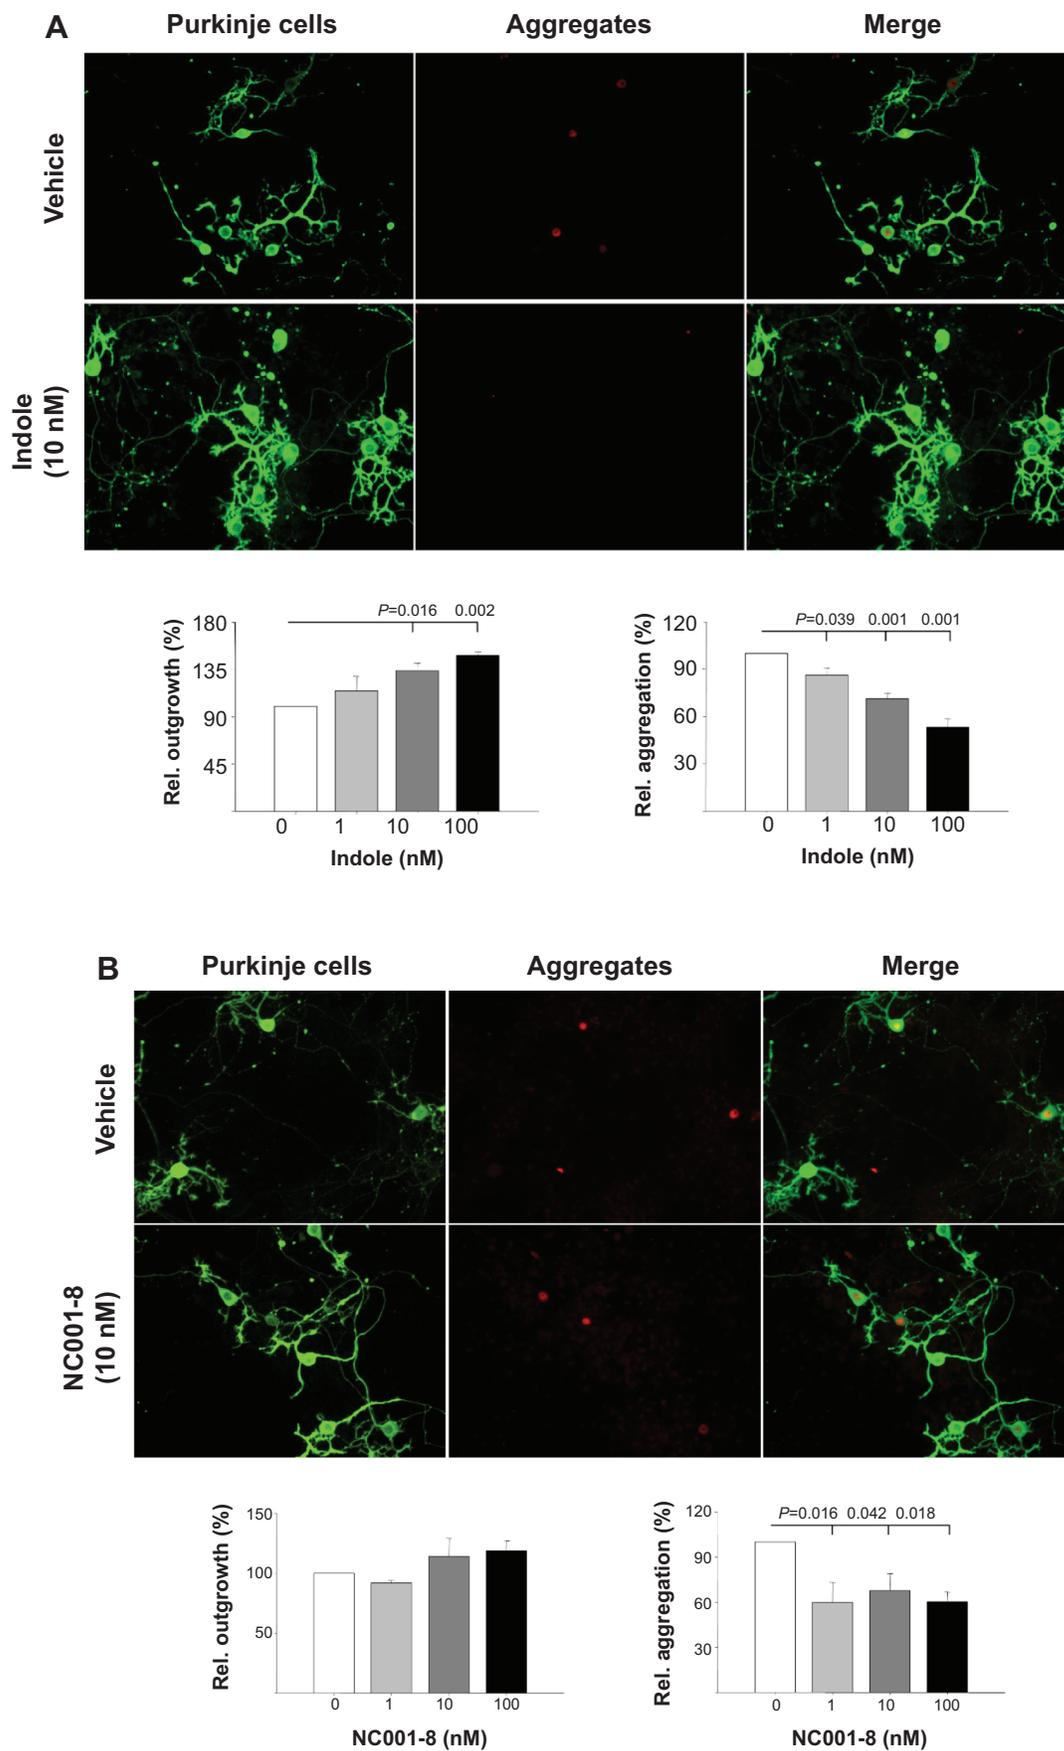 A
Purkinje cells Aggregates Merge
Vehicle
Indole
(10 nM)
P=0.016 0.002
180
135
90
45
Rel. outgrowth (%)
0 1 10 100
Indole (nM)
P=0.039 0.001 0.001
120
90
60
30
Rel. aggregation (%)
0 1 10 100
Indole (nM)
B
Purkinje cells Aggregates Merge
Vehicle
NC001-8
(10 nM)
150
100
50
Rel. outgrowth (%)
0 1 10 100
NC001-8 (nM)
P=0.016 0.042 0.018
120
90
60
30
Rel. aggregation (%)
0 1 10 100
NC001-8 (nM)